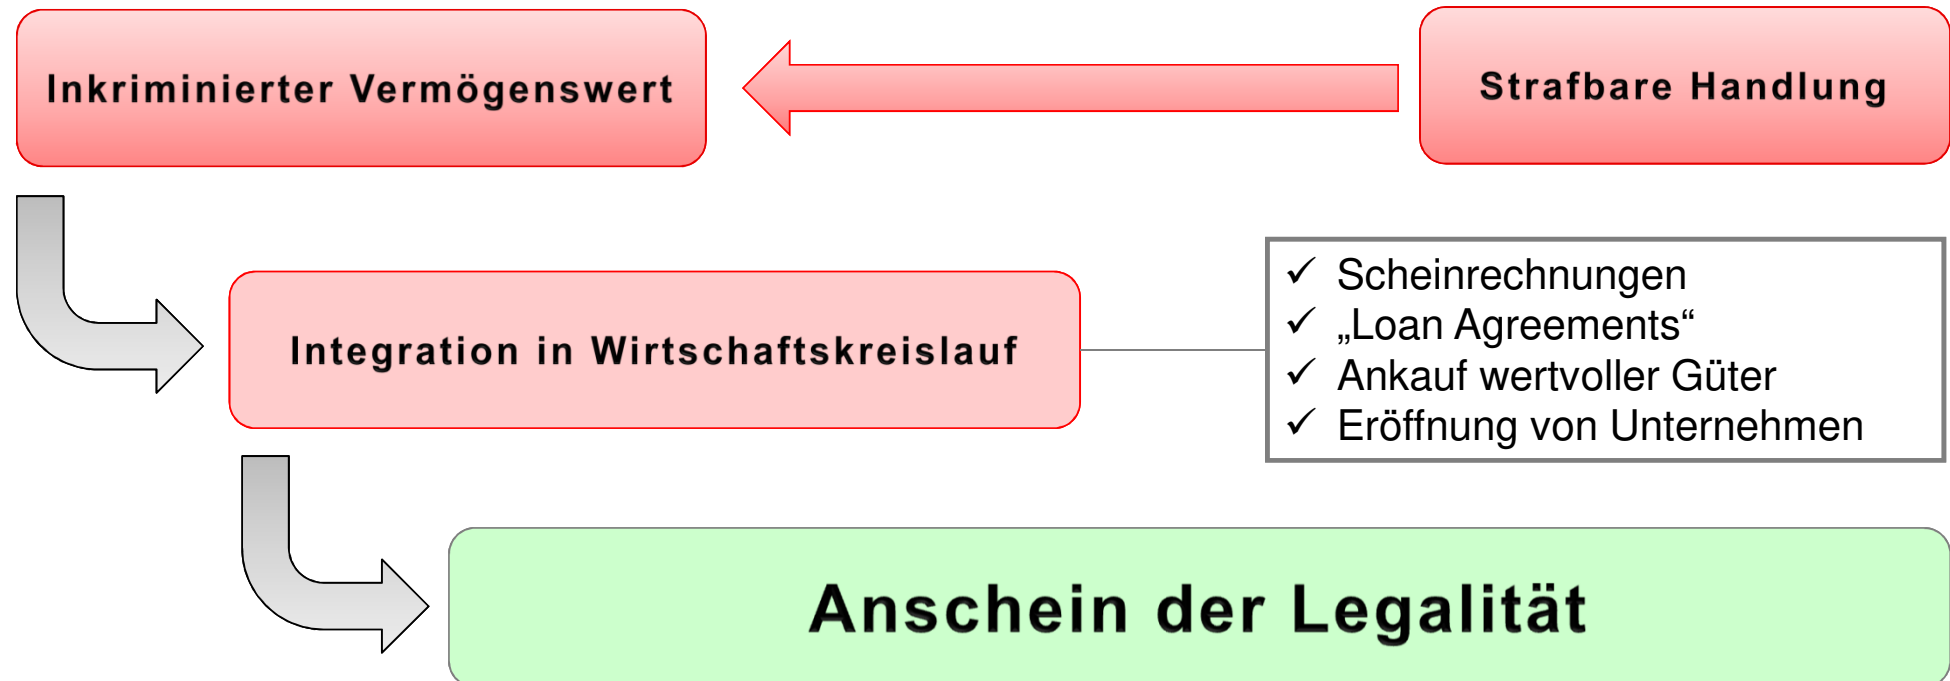 Inkriminierter Vermögenswert
Strafbare Handlung
Integration in Wirtschaftskreislauf
✓ Scheinrechnungen
✓ „Loan Agreements“
✓ Ankauf wertvoller Güter
✓ Eröffnung von Unternehmen
Anschein der Legalität